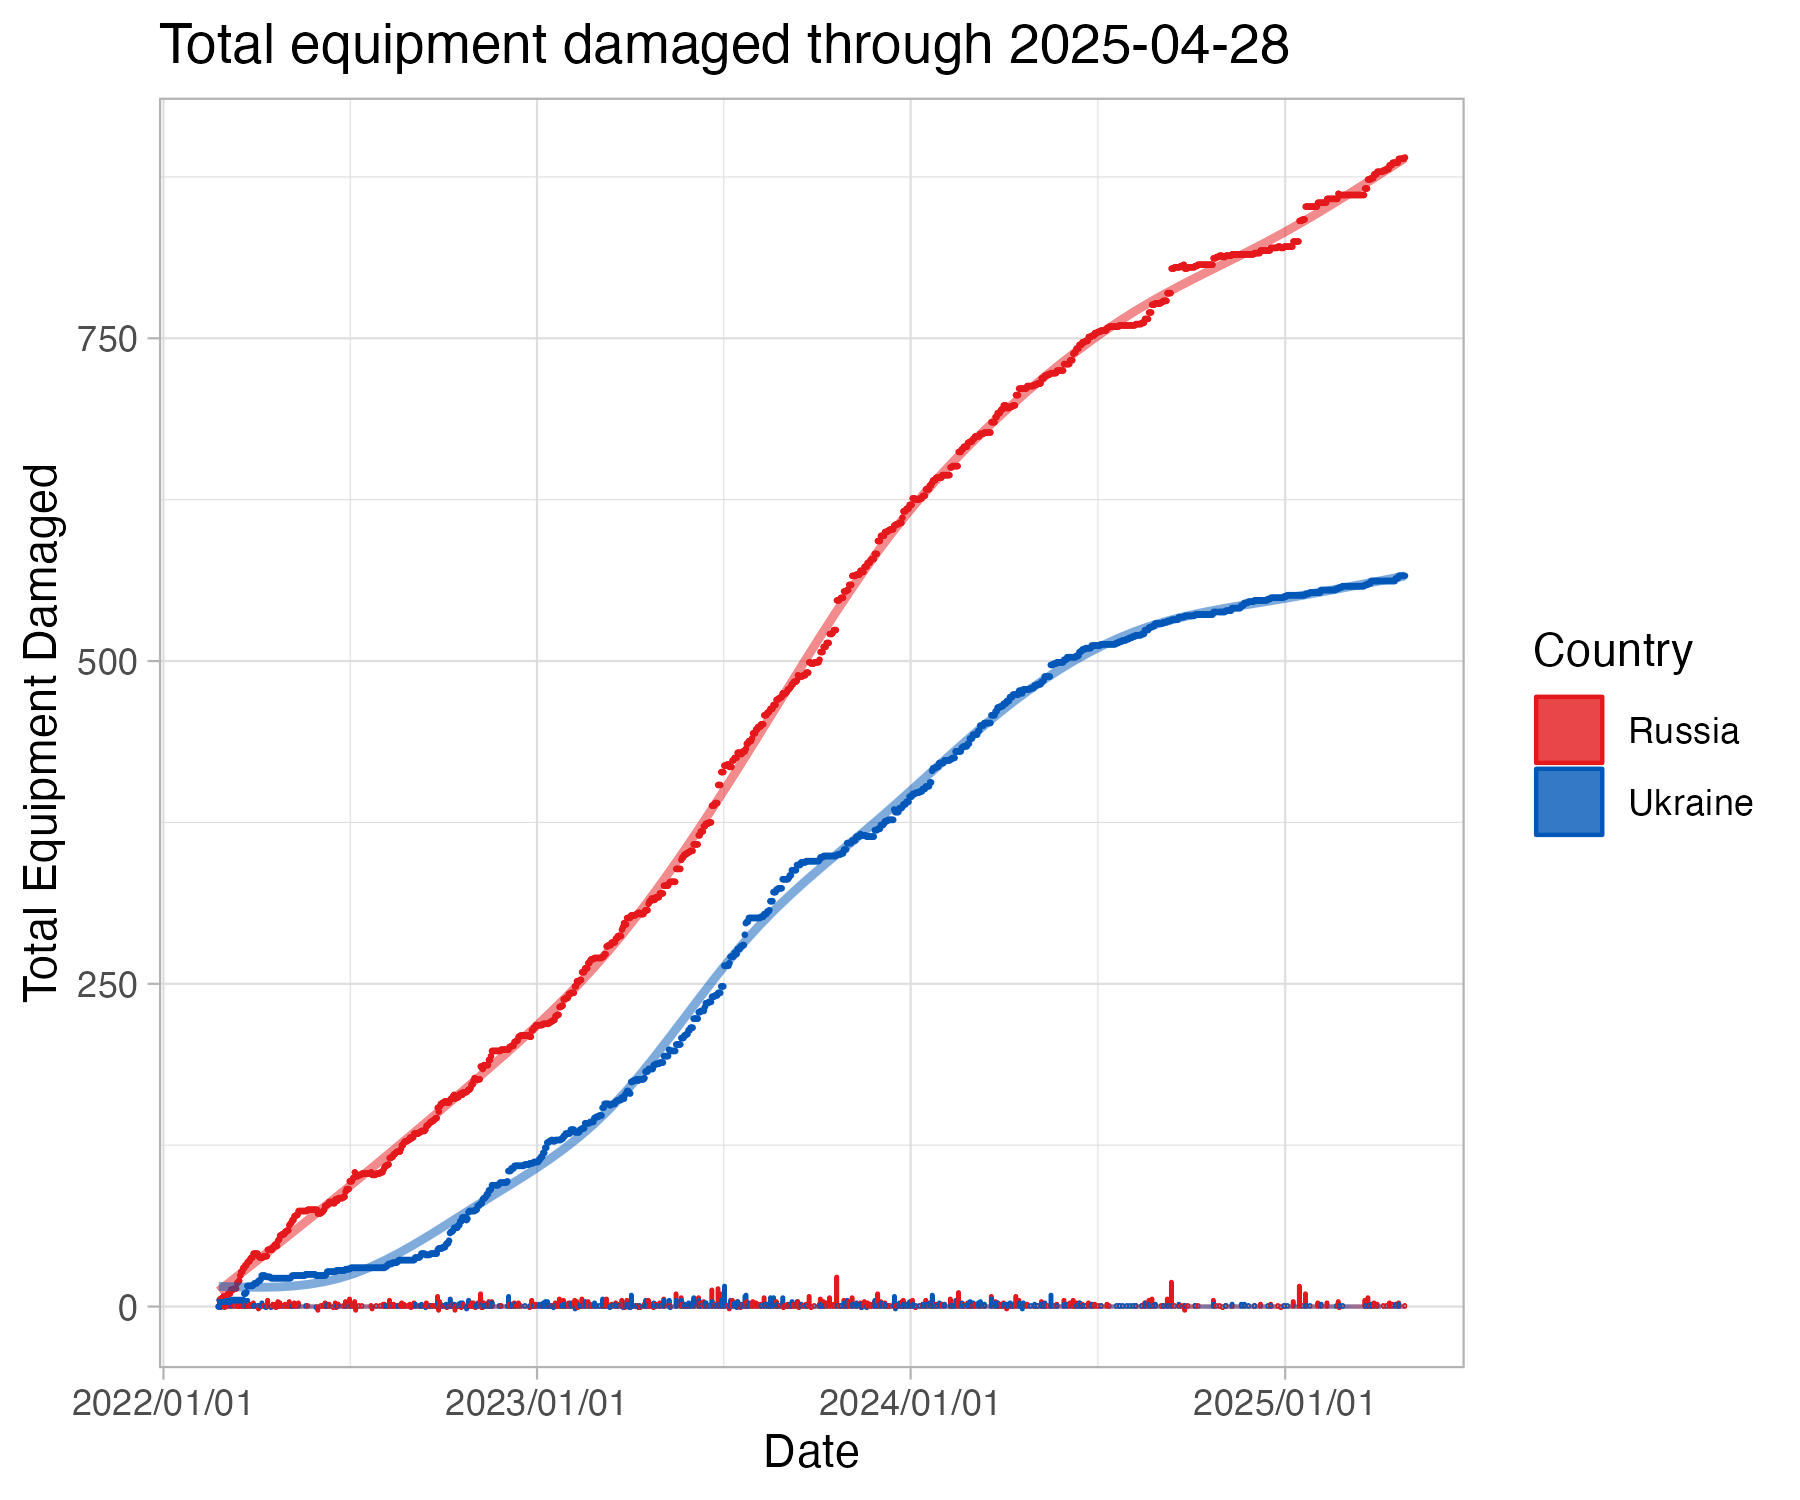 Total equipment damaged through 2025-04-28
Total Equipment Damaged
750
500
250
0
2022/01/01
2023/01/01
2024/01/01
2025/01/01
Date
Country
Russia
Ukraine